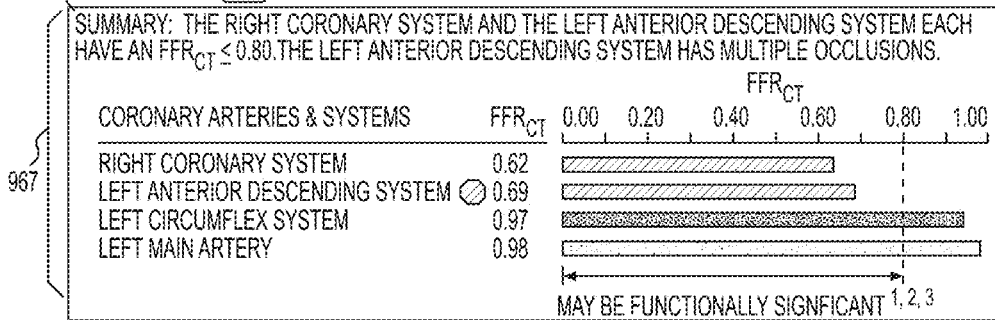 SUMMARY: THE RIGHT CORONARY SYSTEM AND THE LEFT ANTERIOR DESCENDING SYSTEM EACH
HAVE AN FFRCT ≤ 0.80.THE LEFT ANTERIOR DESCENDING SYSTEM HAS MULTIPLE OCCLUSIONS.
FFRCT
CORONARY ARTERIES & SYSTEMS FFRCT 0.00 0.20 0.40 0.60 0.80 1.00
967
RIGHT CORONARY SYSTEM 0.62
LEFT ANTERIOR DESCENDING SYSTEM 0.69
LEFT CIRCUMFLEX SYSTEM 0.97
LEFT MAIN ARTERY 0.98
MAY BE FUNCTIONALLY SIGNFICANT 1, 2, 3